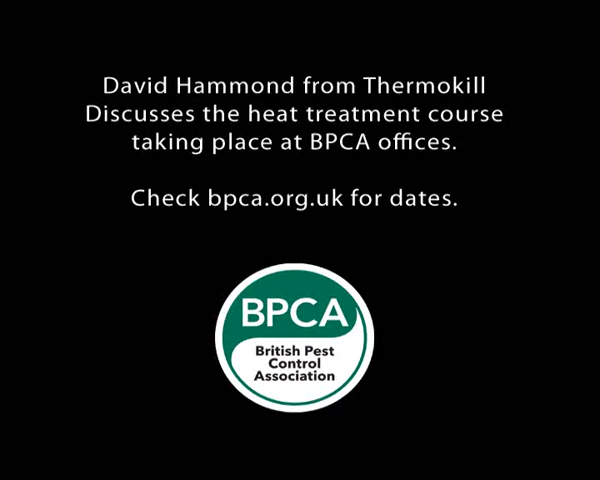 David Hammond from Thermokill
Discusses the heat treatment course
taking place at BPCA offices.
Check bpca.org.uk for dates.
BPCA
British Pest
Control
Association